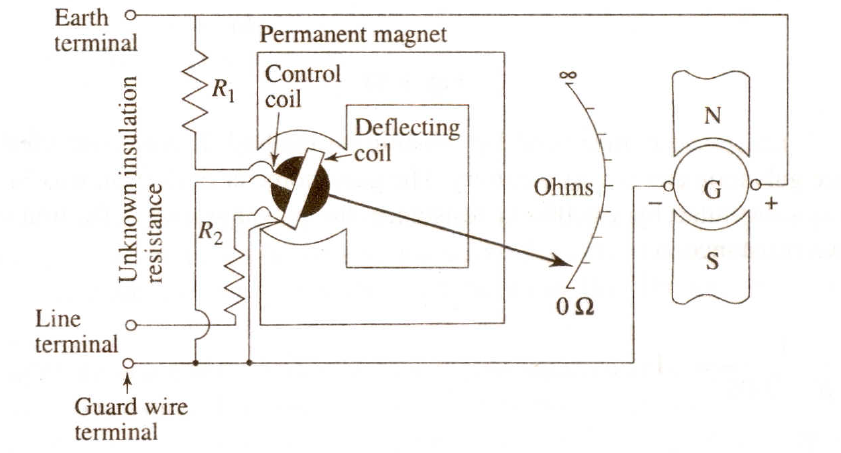 Earth
terminal
Permanent magnet
Control
coil
R1
Deflecting
coil
Unknown insulation
resistance
R2
∞
Ohms
0 Ω
N
G
S
−
+
Line
terminal
Guard wire
terminal